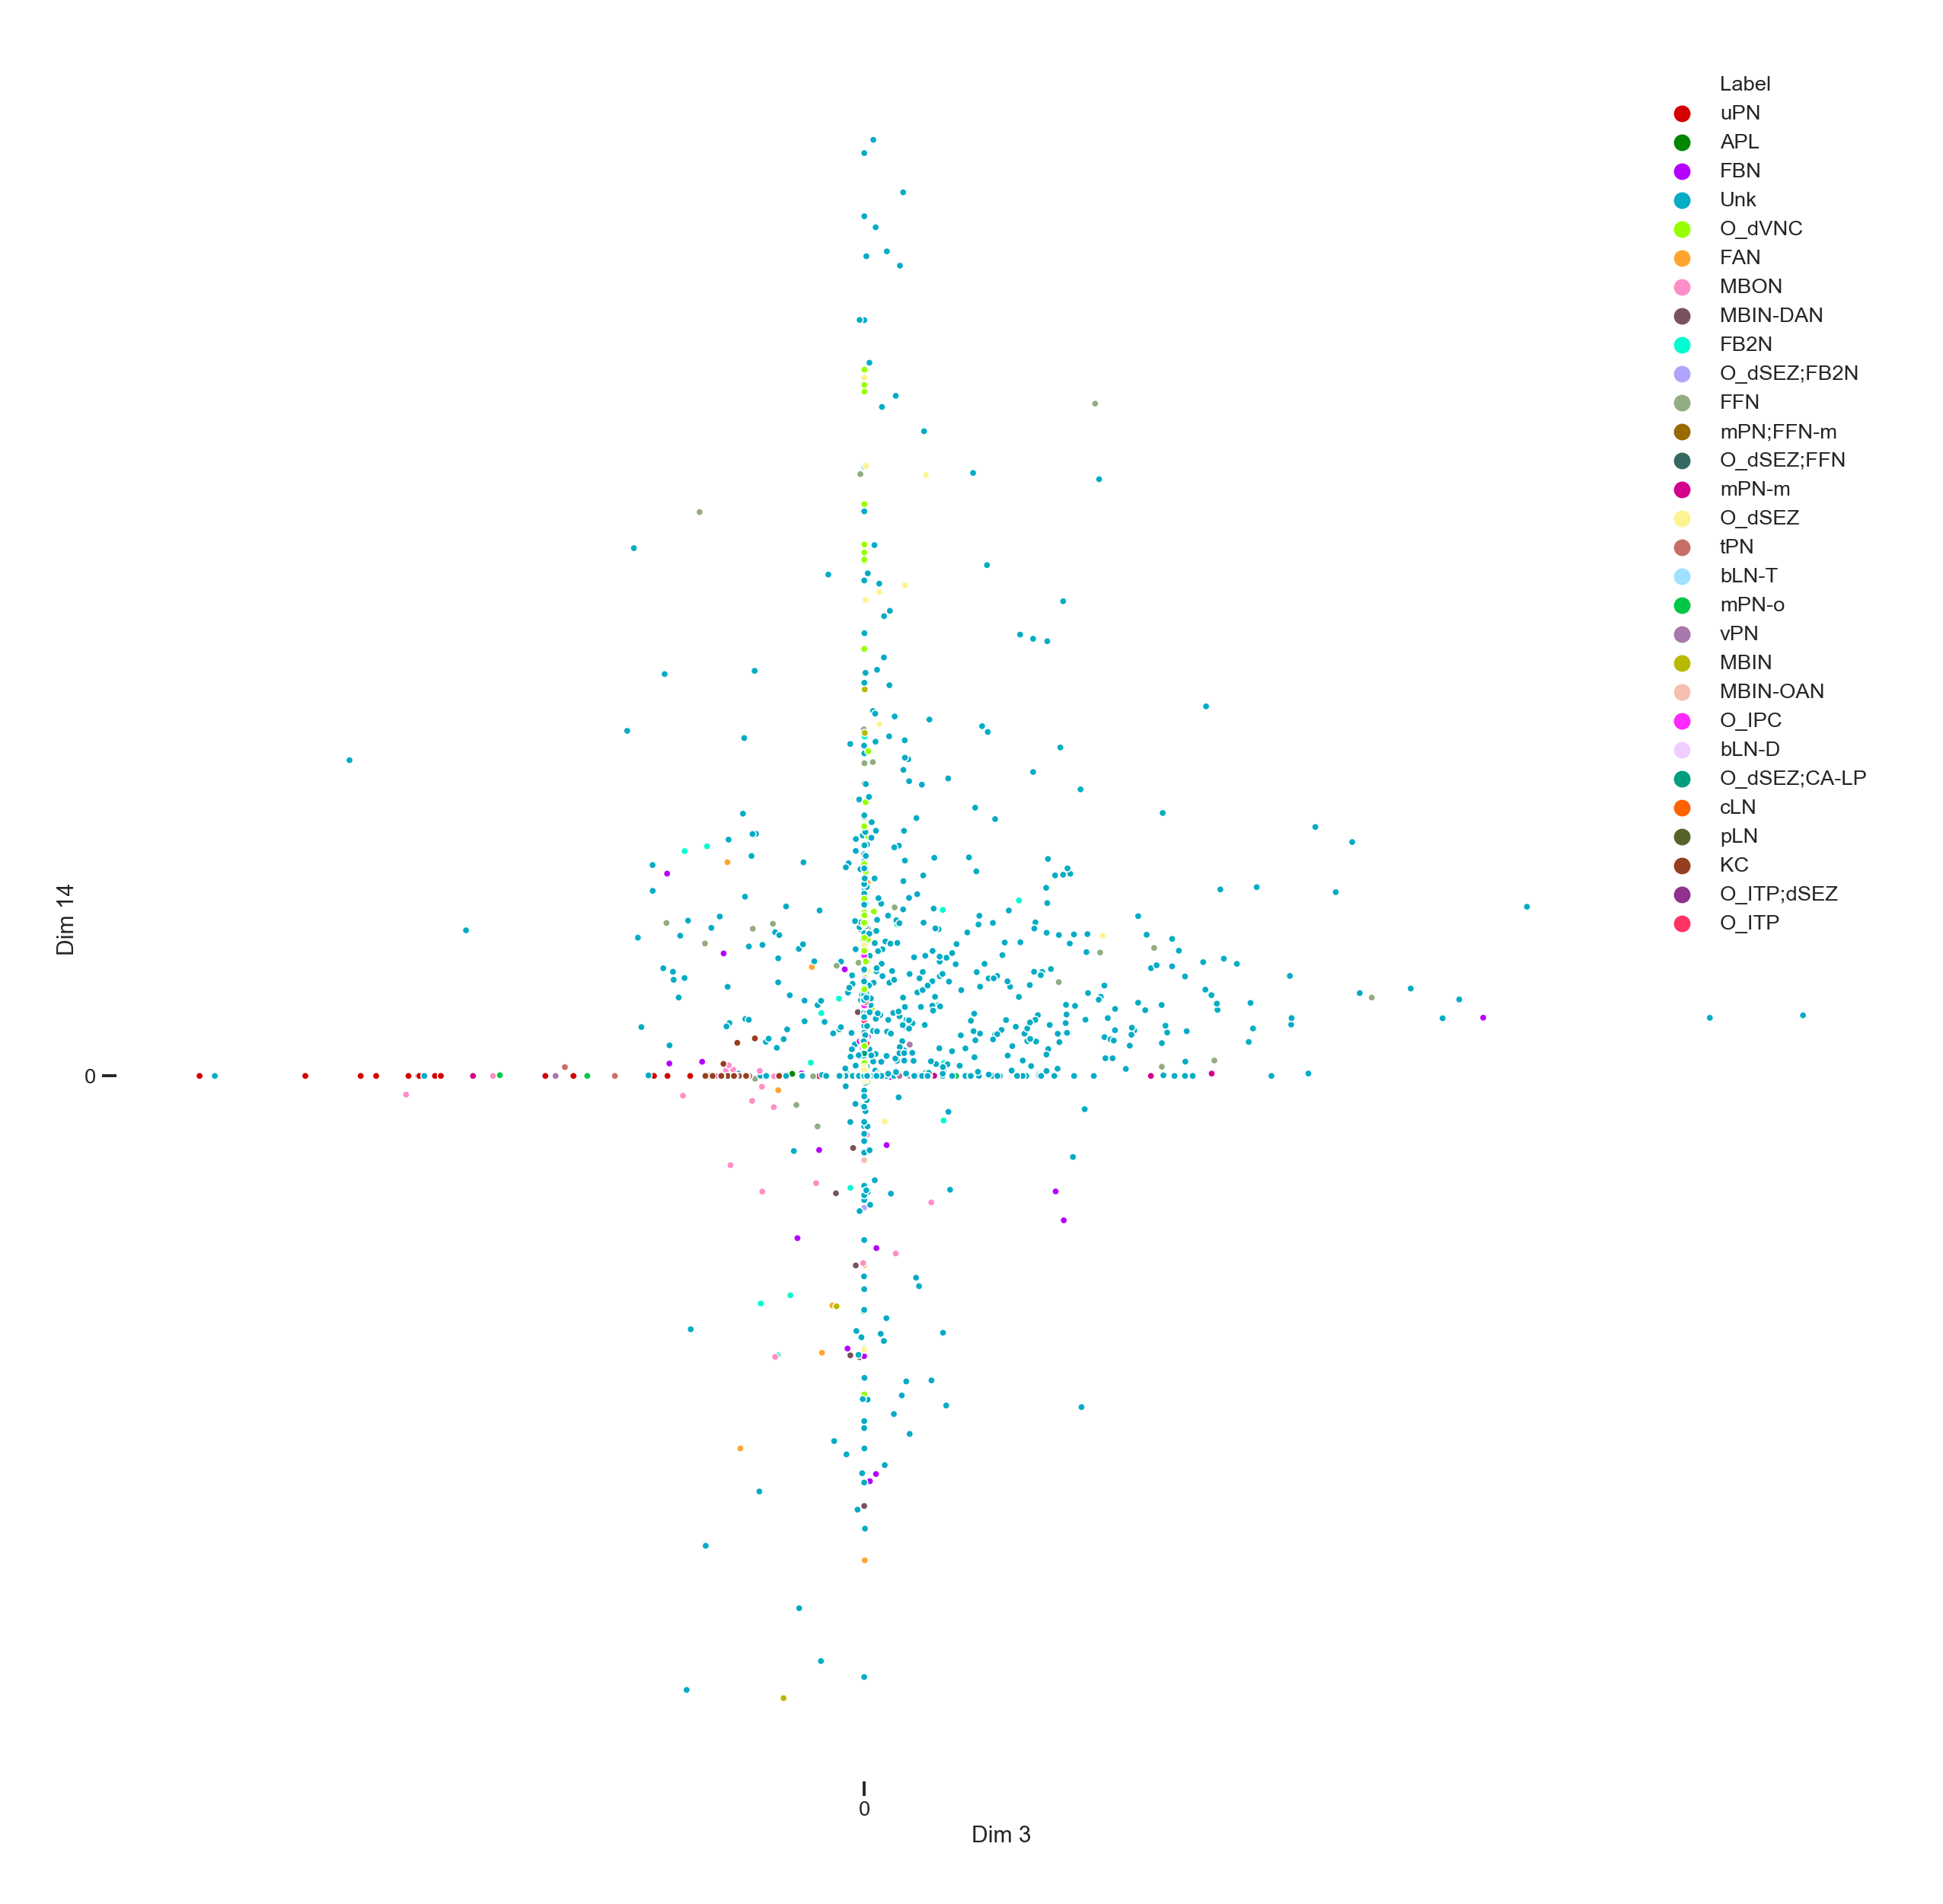 Label
uPN
APL
FBN
Unk
O_dVNC
FAN
MBON
MBIN-DAN
FB2N
O_dSEZ;FB2N
FFN
mPN;FFN-m
O_dSEZ;FFN
mPN-m
O_dSEZ
tPN
bLN-T
mPN-o
vPN
MBIN
MBIN-OAN
O_IPC
bLN-D
O_dSEZ;CA-LP
cLN
pLN
KC
O_ITP;dSEZ
O_ITP
Dim 14
0
0
Dim 3